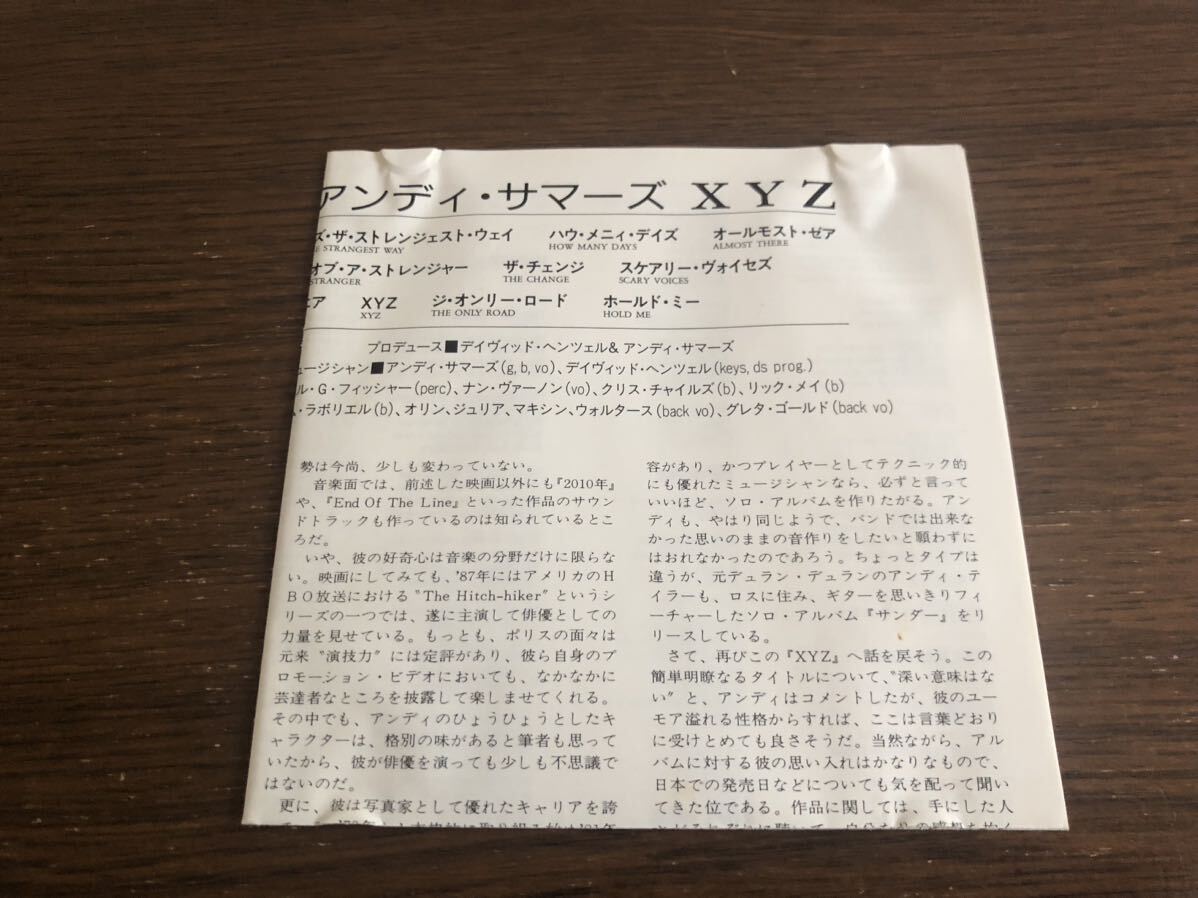 アンディ・サマーズ XYZ
ズ・ザ・ストレンジェスト・ウェイ ハウ・メニィ・デイズ オールモスト・ゼア
STRANGEST WAY HOW MANY DAYS ALMOST THERE
オブ・ア・ストレンジャー ザ・チェンジ スケアリー・ヴォイセズ
STRANGER THE CHANGE SCARY VOICES
ア XYZ ジ・オンリー・ロード ホールド・ミー
XYZ THE ONLY ROAD HOLD ME
プロデュース■デイヴィッド・ヘンツェル&アンディ・サマーズ
ージシャン■アンディ・サマーズ(g, b, vo)、デイヴィッド・ヘンツェル(keys, ds prog.)
ル・G・フィッシャー(perc)、ナン・ヴァーノン(vo)、クリス・チャイルズ(b)、リック・メイ(b)
・ラボリエル(b)、オリン、ジュリア、マキシン、ウォルタース(back vo)、グレタ・ゴールド(back vo)
勢は今尚、少しも変わっていない。
音楽面では、前述した映画以外にも『2010年』
や、『End Of The Line』といった作品のサウン
ドトラックも作っているのは知られているとこ
ろだ。
いや、彼の好奇心は音楽の分野だけに限らな
い。映画にしてみても、'87年にはアメリカのH
BO放送における〝The Hitch-hiker〟というシ
リーズの一つでは、遂に主演して俳優としての
力量を見せている。もっとも、ポリスの面々は
元来〝演技力〟には定評があり、彼ら自身のプ
ロモーション・ビデオにおいても、なかなかに
芸達者なところを披露して楽しませてくれる。
その中でも、アンディのひょうひょうとしたキ
ャラクターは、格別の味があると筆者も思って
いたから、彼が俳優を演っても少しも不思議で
はないのだ。
更に、彼は写真家として優れたキャリアを誇
容があり、かつプレイヤーとしてテクニック的
にも優れたミュージシャンなら、必ずと言って
いいほど、ソロ・アルバムを作りたがる。アン
ディも、やはり同じようで、バンドでは出来な
かった思いのままの音作りをしたいと願わずに
はおれなかったのであろう。ちょっとタイプは
違うが、元デュラン・デュランのアンディ・テ
イラーも、ロスに住み、ギターを思いきりフィ
ーチャーしたソロ・アルバム『サンダー』をリ
リースしている。
さて、再びこの『XYZ』へ話を戻そう。この
簡単明瞭なるタイトルについて、〝深い意味はな
い〟と、アンディはコメントしたが、彼のユー
モア溢れる性格からすれば、ここは言葉どおり
に受けとめても良さそうだ。当然ながら、アル
バムに対する彼の思い入れはかなりなもので、
日本での発売日などについても気を配って聞い
てきた位である。作品に関しては、手にした人